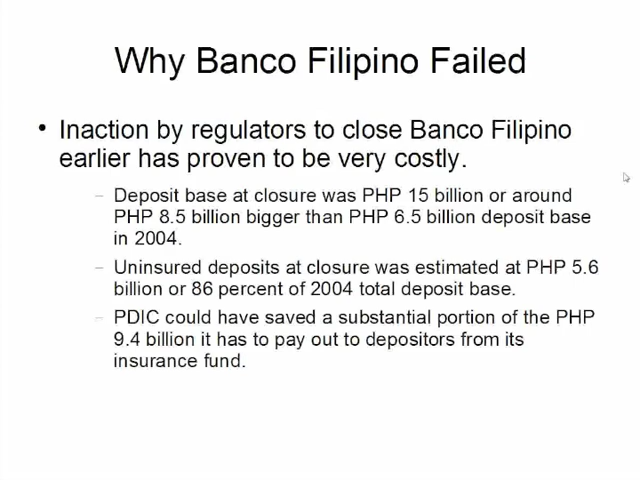 Why Banco Filipino Failed
• Inaction by regulators to close Banco Filipino
earlier has proven to be very costly.
– Deposit base at closure was PHP 15 billion or around
PHP 8.5 billion bigger than PHP 6.5 billion deposit base
in 2004.
– Uninsured deposits at closure was estimated at PHP 5.6
billion or 86 percent of 2004 total deposit base.
– PDIC could have saved a substantial portion of the PHP
9.4 billion it has to pay out to depositors from its
insurance fund.